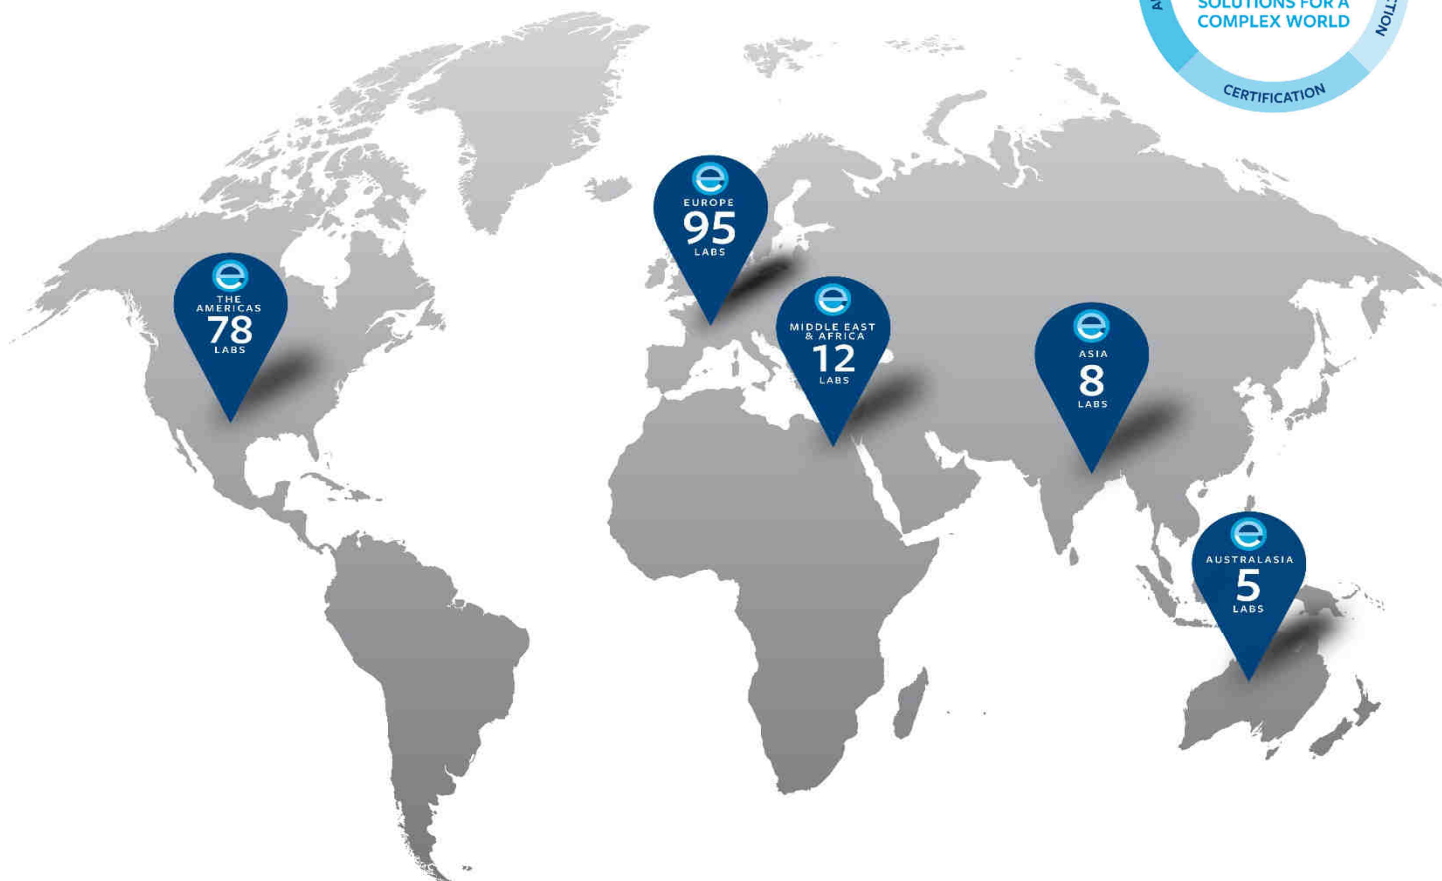 SOLUTIONS FOR A
COMPLEX WORLD
CERTIFICATION
EUROPE
95
LABS
THE
AMERICAS
78
LABS
MIDDLE EAST
& AFRICA
12
LABS
ASIA
8
LABS
AUSTRALASIA
5
LABS